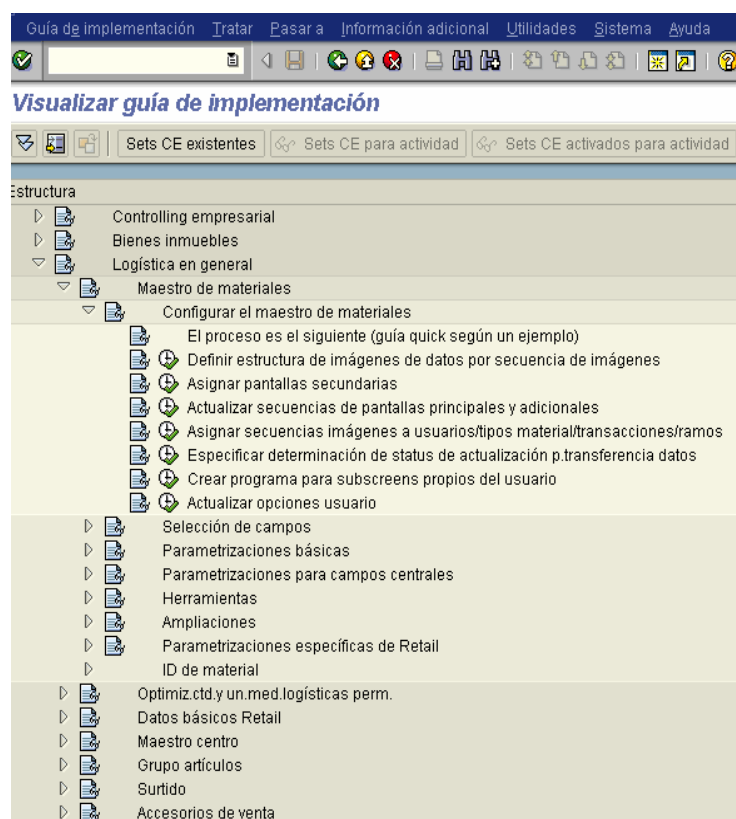 Guía de implementación Tratar Pasar a Información adicional Utilidades Sistema Ayuda
Visualizar guía de implementación
Sets CE existentes Sets CE para actividad Sets CE activados para actividad
Estructura
Controlling empresarial
Bienes inmuebles
Logística en general
Maestro de materiales
Configurar el maestro de materiales
El proceso es el siguiente (guía quick según un ejemplo)
Definir estructura de imágenes de datos por secuencia de imágenes
Asignar pantallas secundarias
Actualizar secuencias de pantallas principales y adicionales
Asignar secuencias imágenes a usuarios/tipos material/transacciones/ramos
Especificar determinación de status de actualización p.transferencia datos
Crear programa para subscreens propios del usuario
Actualizar opciones usuario
Selección de campos
Parametrizaciones básicas
Parametrizaciones para campos centrales
Herramientas
Ampliaciones
Parametrizaciones específicas de Retail
ID de material
Optimiz.ctd.y un.med.logísticas perm.
Datos básicos Retail
Maestro centro
Grupo artículos
Surtido
Accesorios de venta